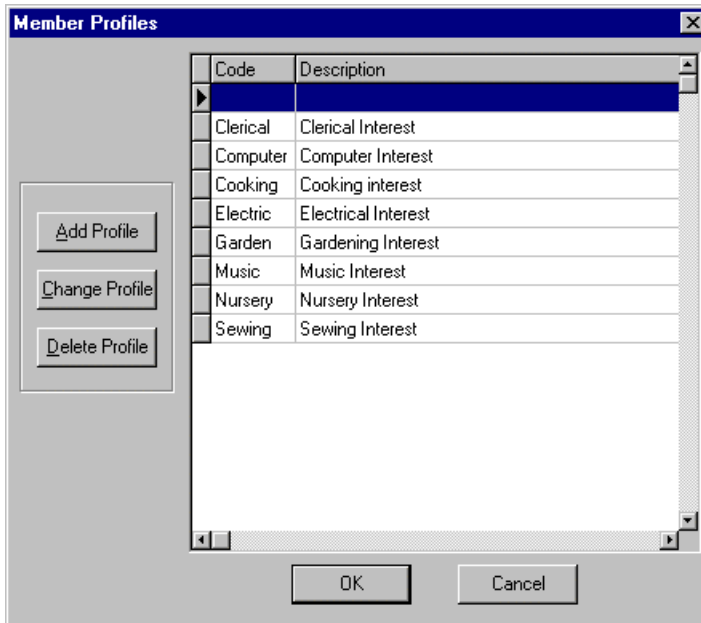 Member Profiles
Code Description
Clerical Clerical Interest
Computer Computer Interest
Cooking Cooking interest
Electric Electrical Interest
Garden Gardening Interest
Music Music Interest
Nursery Nursery Interest
Sewing Sewing Interest
Add Profile
Change Profile
Delete Profile
OK Cancel